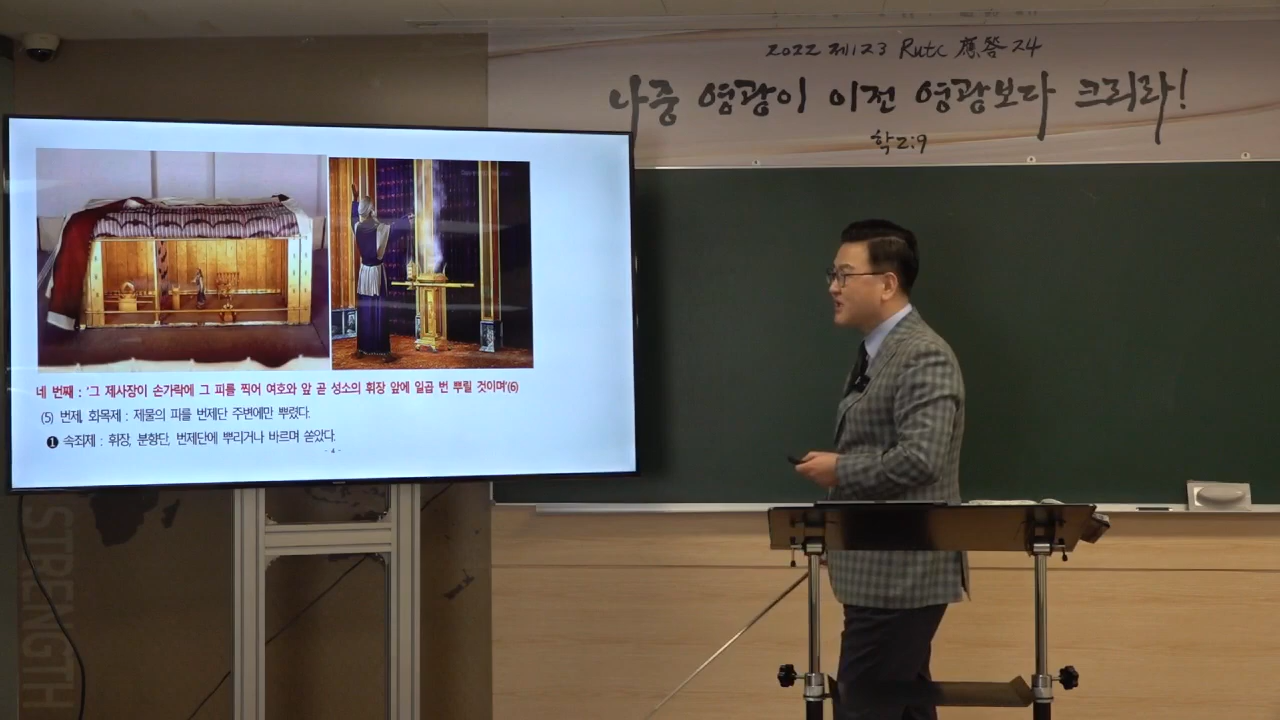 2022 제123 Rutc 應答 24
나중 영광이 이전 영광보다 크리라!
학2:9
네 번째 : '그 제사장이 손가락에 그 피를 찍어 여호와 앞 곧 성소의 휘장 앞에 일곱 번 뿌릴 것이며'(6)
(5) 번제, 화목제 : 제물의 피를 번제단 주변에만 뿌렸다.
❶ 속죄제 : 휘장, 분향단, 번제단에 뿌리거나 바르며 쏟았다.
- 4 -
STRENGTH